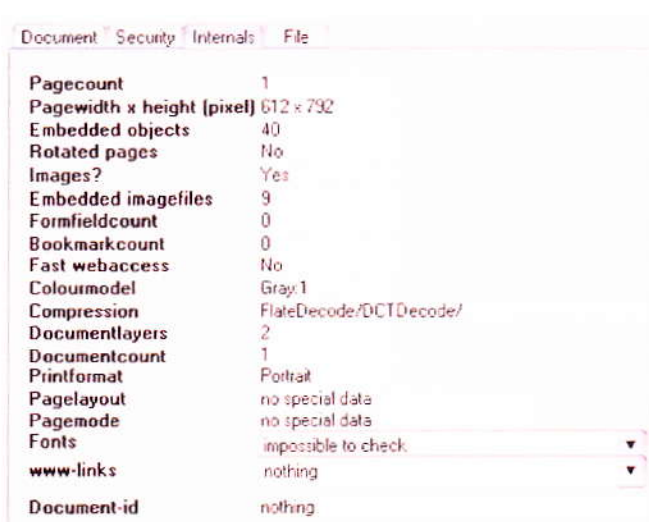 Document Security Internals File
Pagecount 1
Pagewidth x height (pixel) 612 x 792
Embedded objects 40
Rotated pages No
Images? Yes
Embedded imagefiles 9
Formfieldcount 0
Bookmarkcount 0
Fast webaccess No
Colourmodel Gray:1
Compression FlateDecode/DCTDecode/
Documentlayers 2
Documentcount 1
Printformat Portrait
Pagelayout no special data
Pagemode no special data
Fonts impossible to check
www-links nothing
Document-id nothing